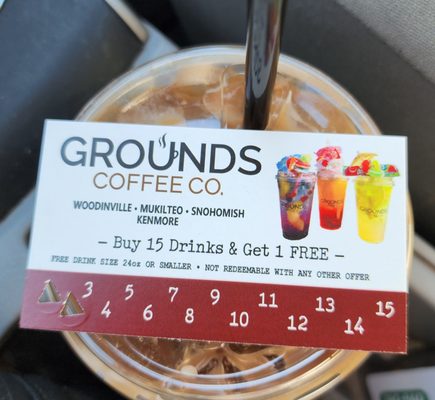 GROUNDS
COFFEE CO.
WOODINVILLE • MUKILTEO • SNOHOMISH
KENMORE
– Buy 15 Drinks & Get 1 FREE –
FREE DRINK SIZE 24oz OR SMALLER • NOT REDEEMABLE WITH ANY OTHER OFFER
3 5 7 9 11 13 15
4 6 8 10 12 14